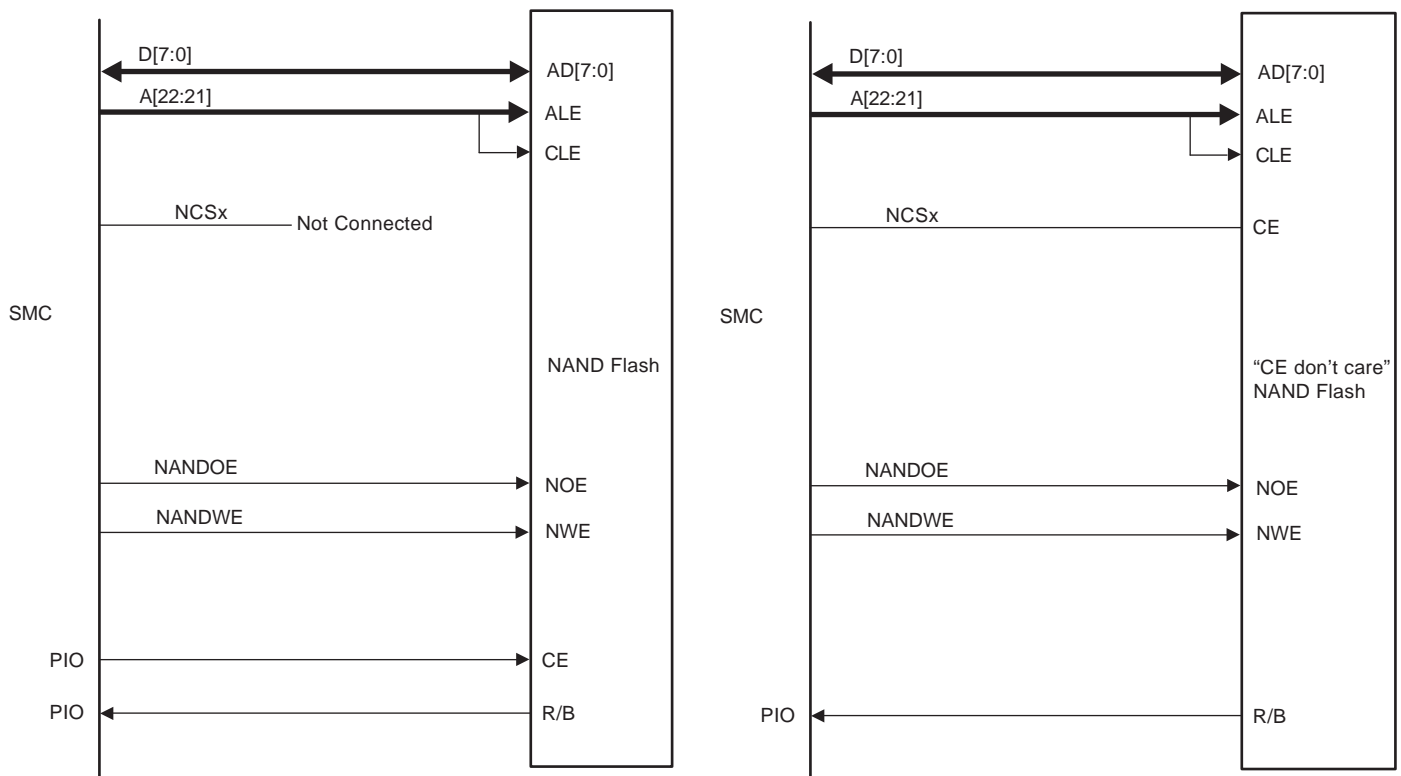 D[7:0]
AD[7:0]
A[22:21]
ALE
CLE
NCSx
Not Connected
SMC
NAND Flash
NANDOE
NOE
NANDWE
NWE
PIO
CE
PIO
R/B
D[7:0]
AD[7:0]
A[22:21]
ALE
CLE
NCSx
CE
SMC
“CE don’t care”
NAND Flash
NANDOE
NOE
NANDWE
NWE
PIO
R/B